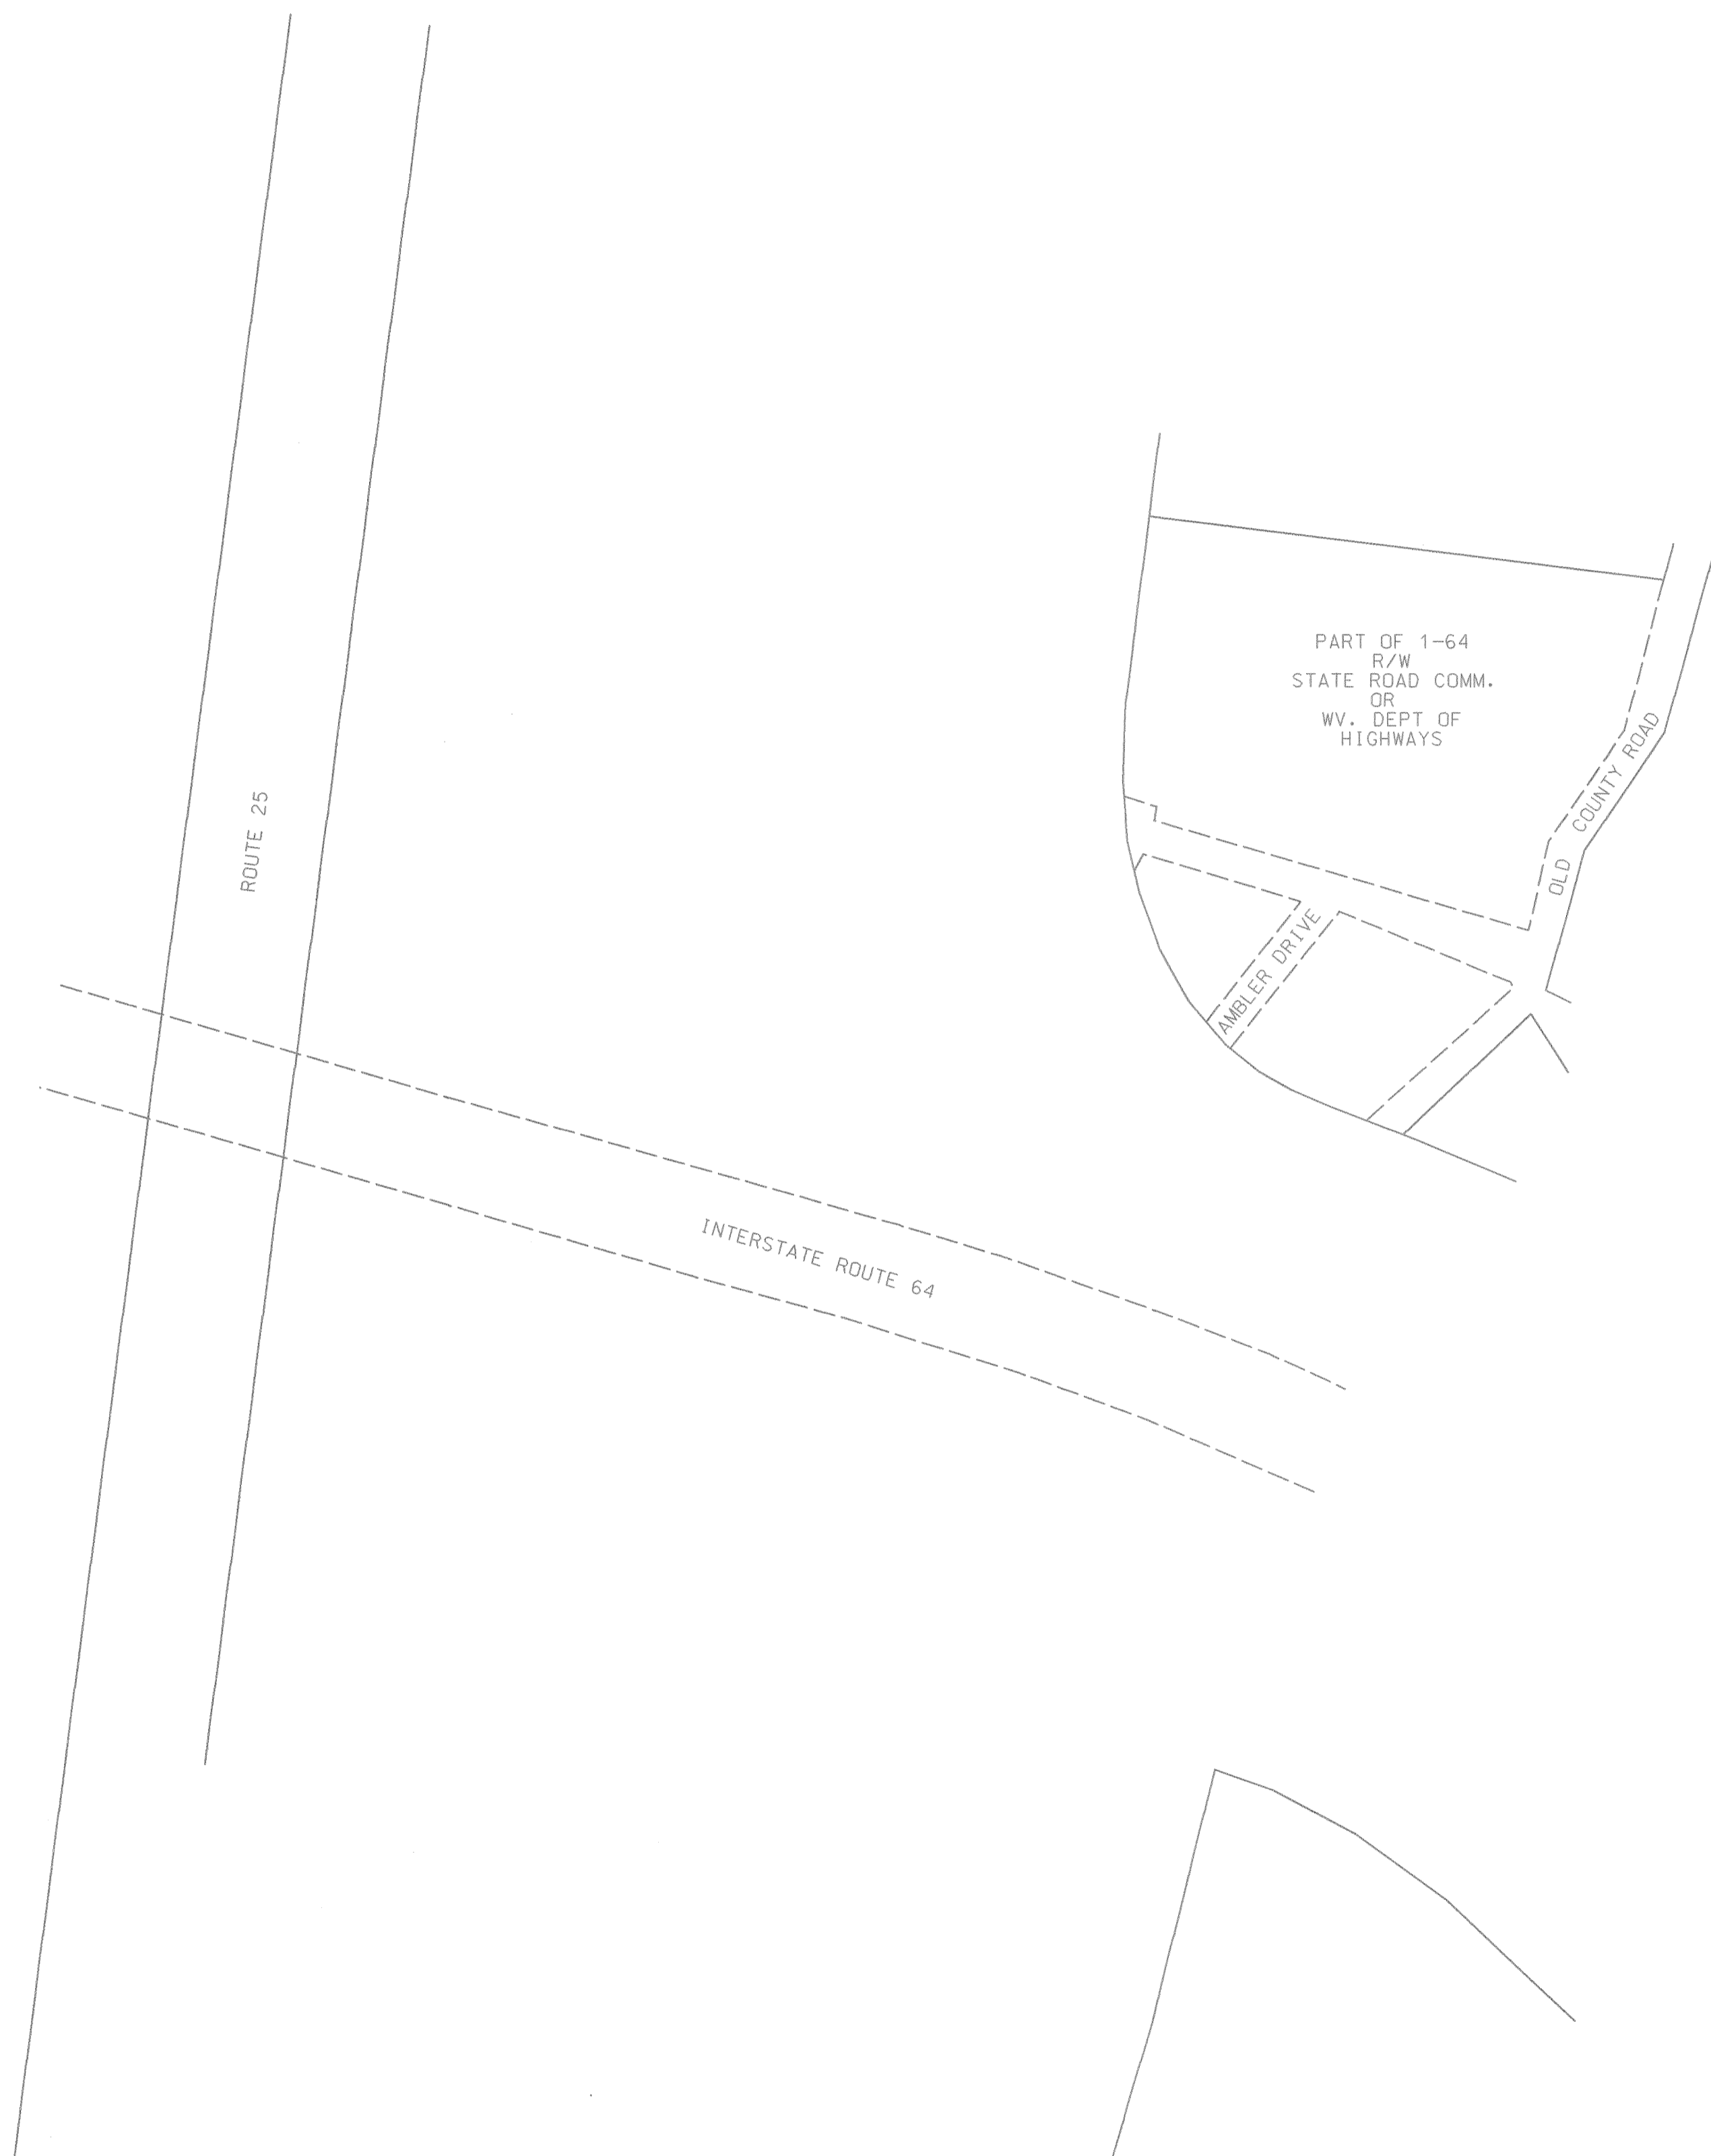 PART OF 1-64
R/W
STATE ROAD COMM.
OR
WV. DEPT OF
HIGHWAYS
OLD COUNTY ROAD
ROUTE 25
AMBLER DRIVE
INTERSTATE ROUTE 64